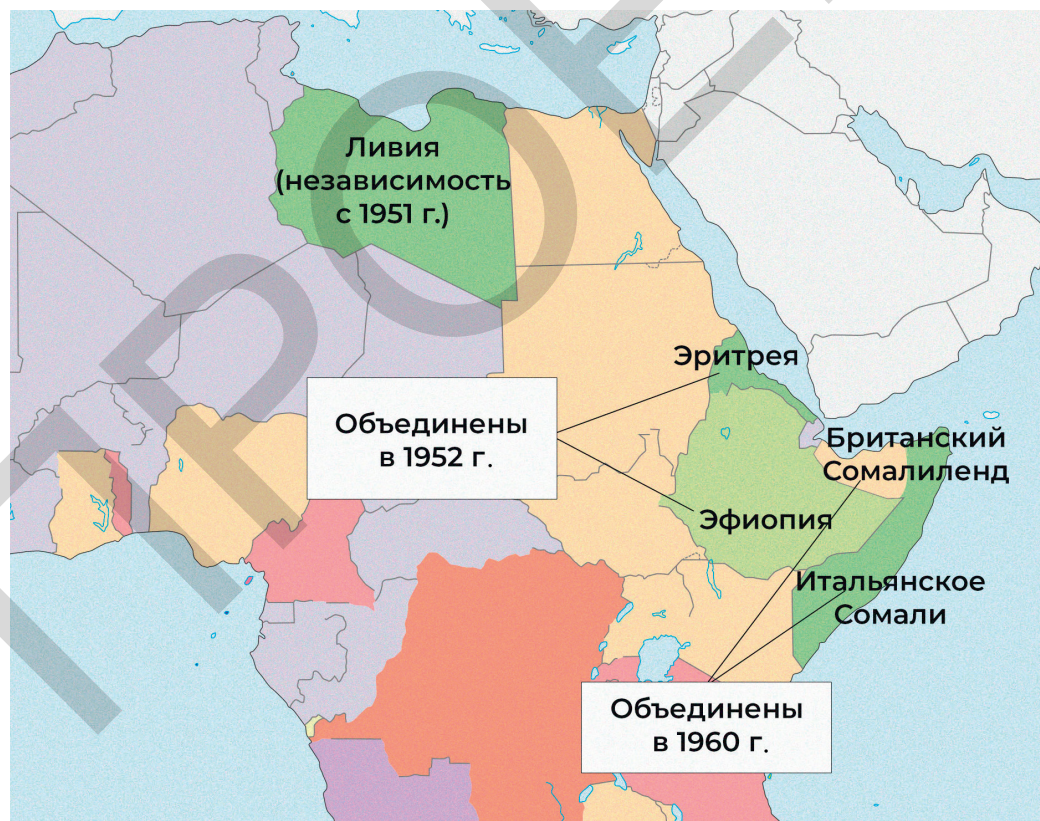 Ливия
(независимость
с 1951 г.)
Эритрея
Объединены
в 1952 г.
Британский
Сомалиленд
Эфиопия
Итальянское
Сомали
Объединены
в 1960 г.